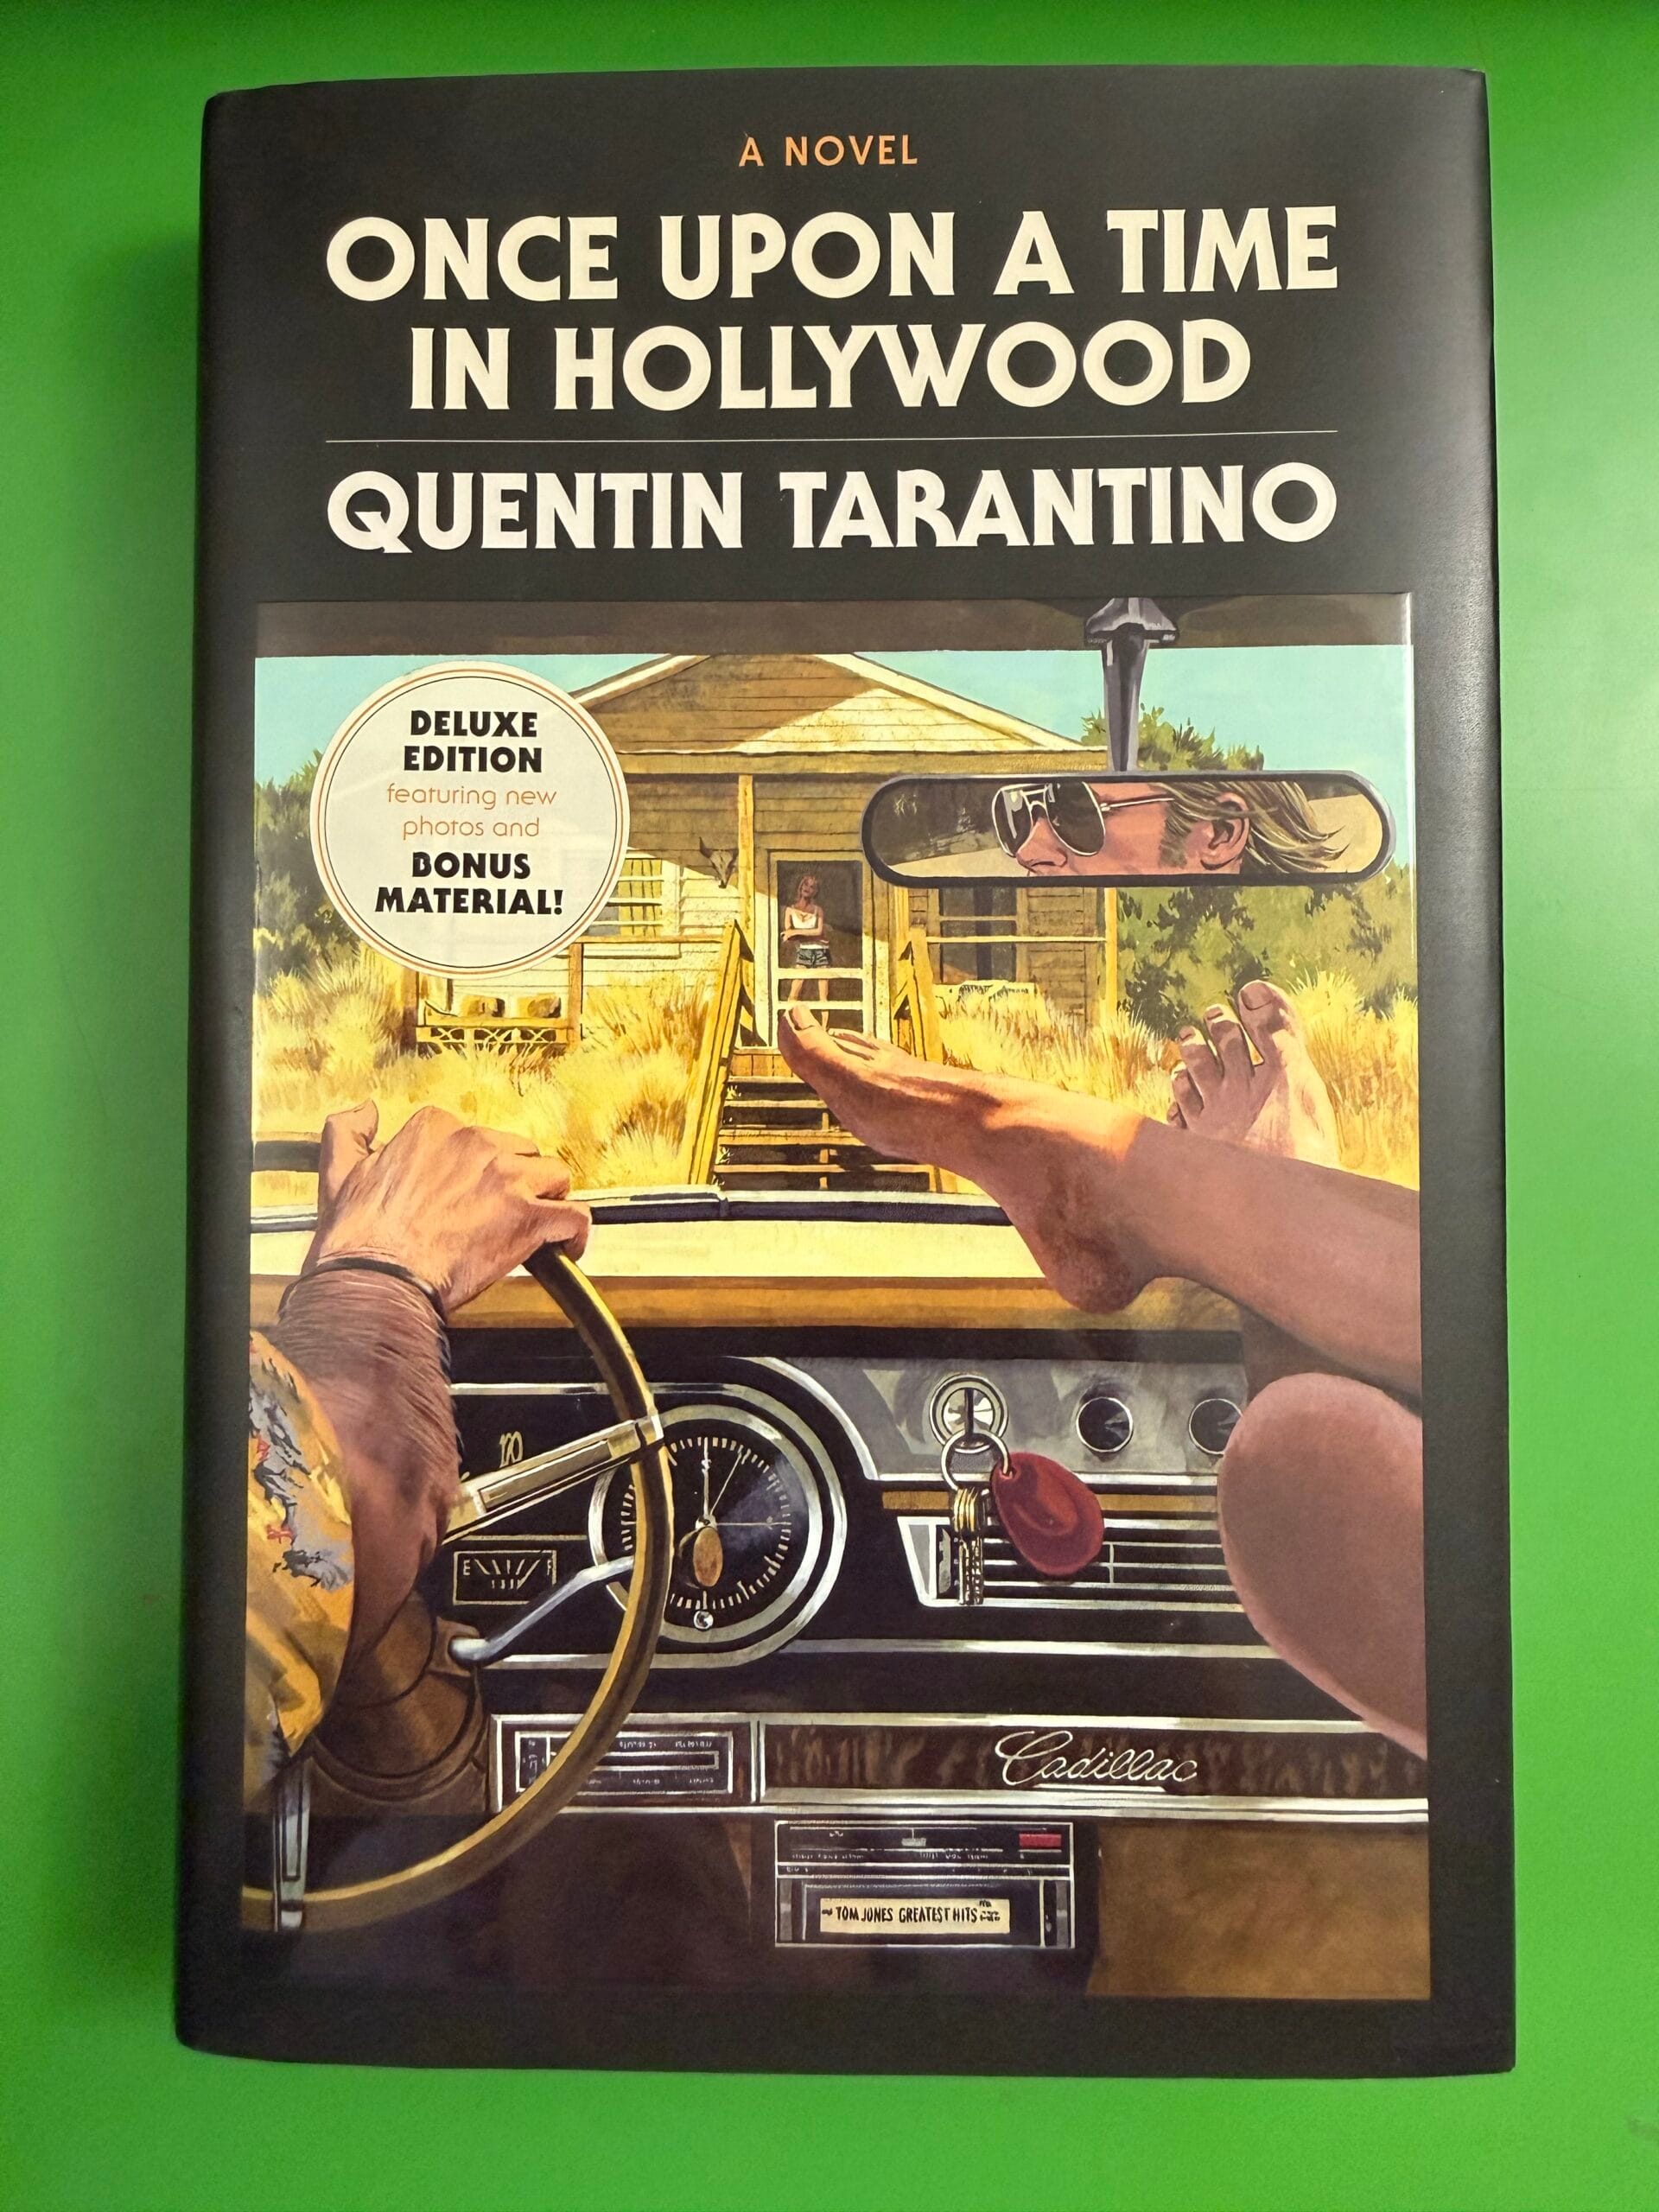 A NOVEL
ONCE UPON A TIME
IN HOLLYWOOD
QUENTIN TARANTINO
DELUXE
EDITION
featuring new
photos and
BONUS
MATERIAL!
E F
Cadillac
TOM JONES GREATEST HITS